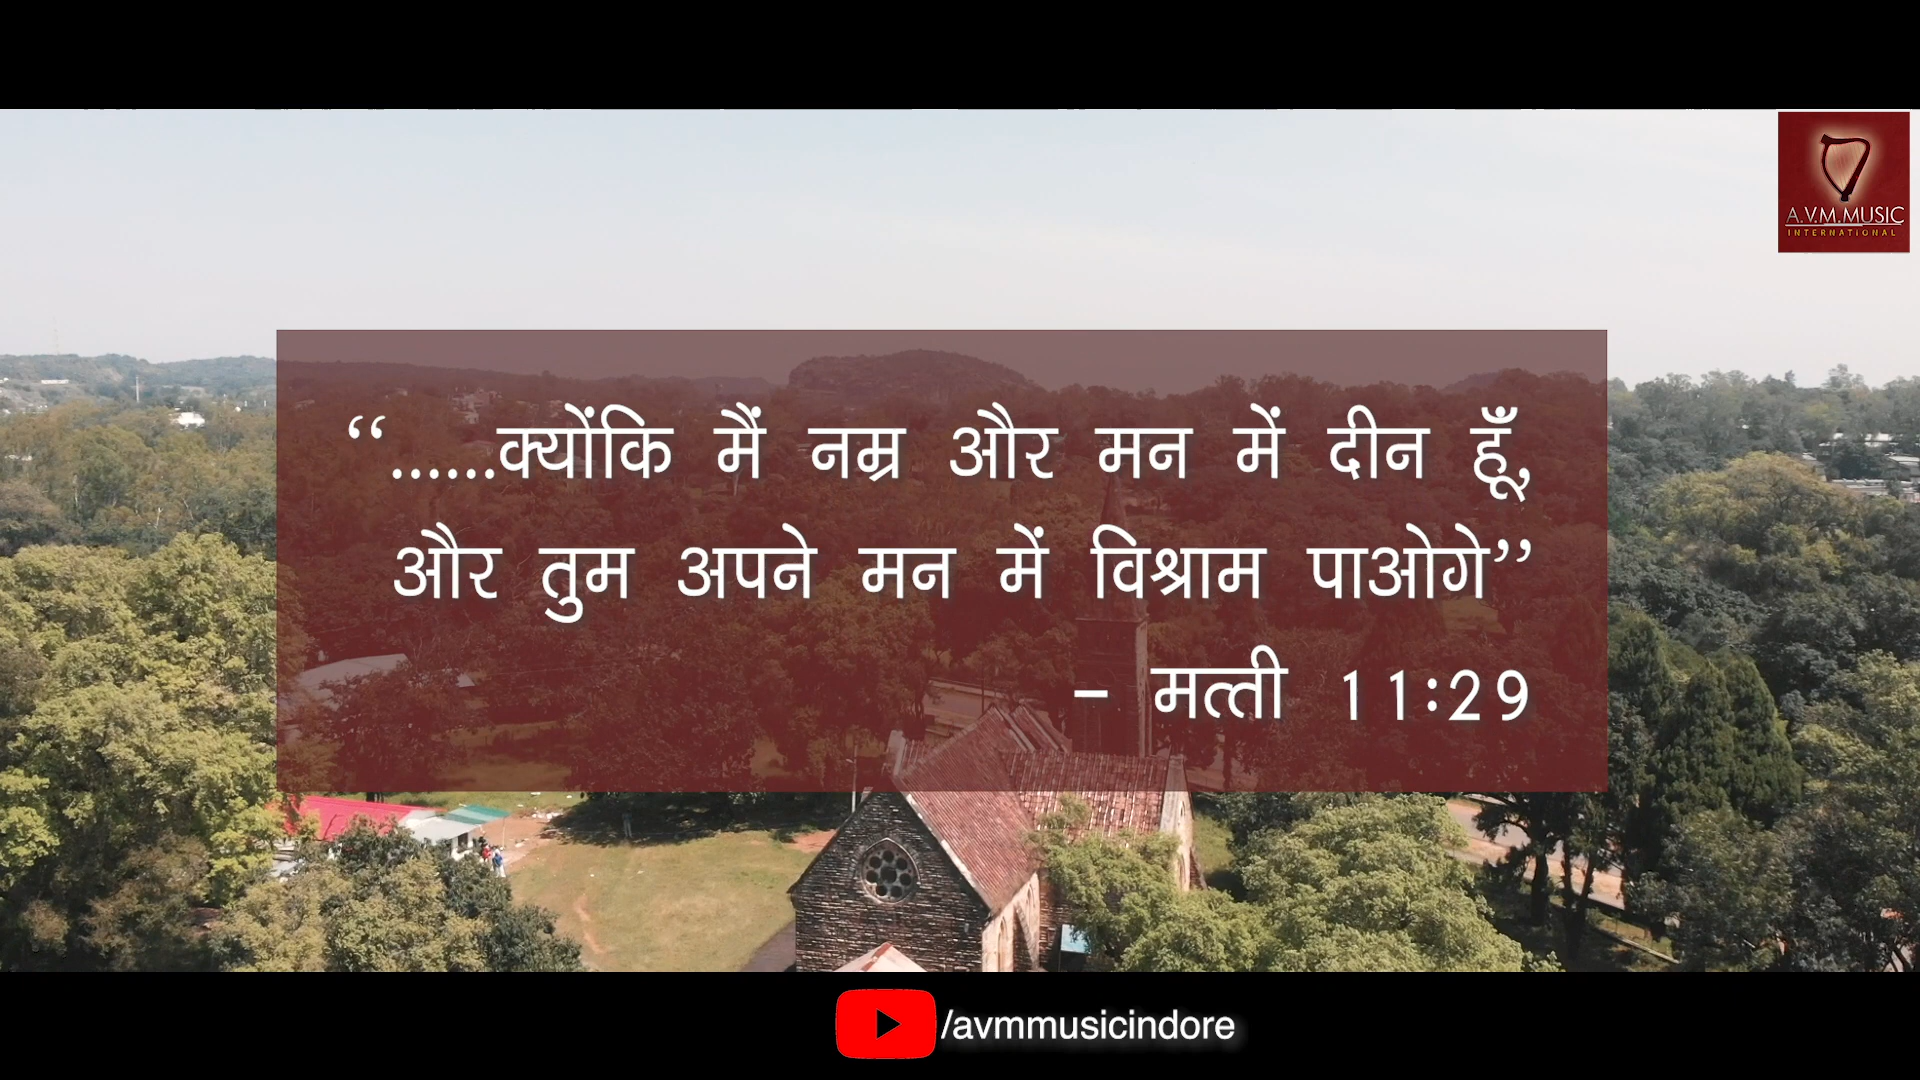 A.V.M.MUSIC
INTERNATIONAL
“......क्योंकि मैं नम्र और मन में दीन हूँ,
और तुम अपने मन में विश्राम पाओगे”
- मत्ती 11:29
/avmmusicindore